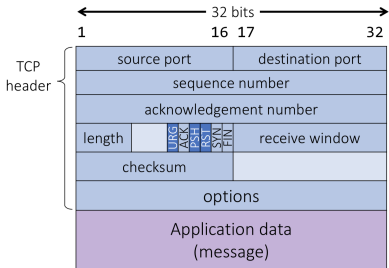 32 bits
1 16 17 32
TCP header
source port destination port
sequence number
acknowledgement number
length URG ACK PSH RST SYN FIN receive window
checksum
options
Application data
(message)